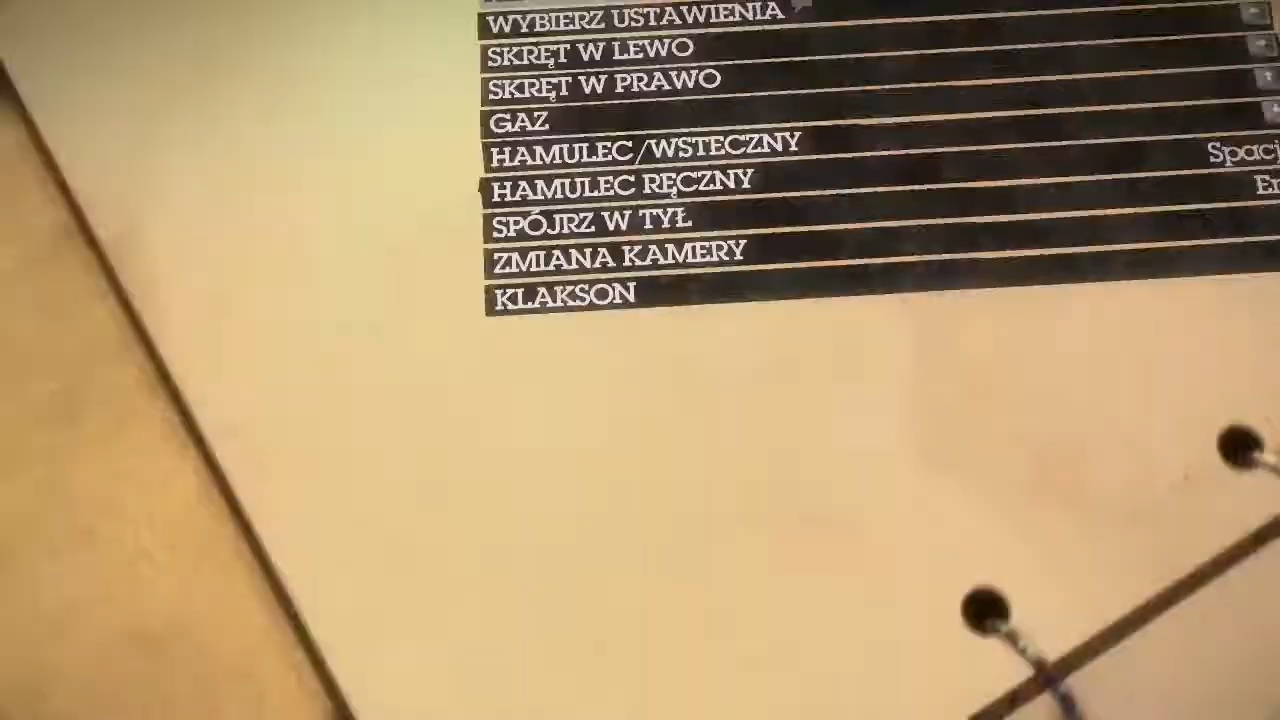 WYBIERZ USTAWIENIA
SKRĘT W LEWO
SKRĘT W PRAWO
GAZ
HAMULEC/WSTECZNY
HAMULEC RĘCZNY
SPÓJRZ W TYŁ
ZMIANA KAMERY
KLAKSON